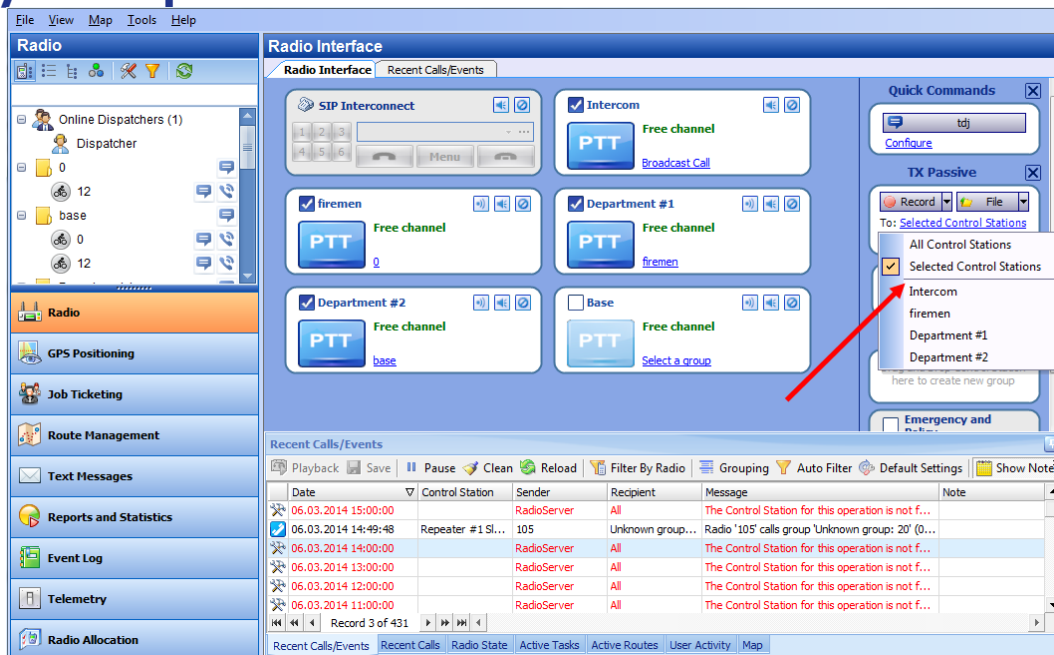 File View Map Tools Help
Radio
Online Dispatchers (1)
Dispatcher
0
12
base
0
12
Radio
GPS Positioning
Job Ticketing
Route Management
Text Messages
Reports and Statistics
Event Log
Telemetry
Radio Allocation
Radio Interface
Radio Interface Recent Calls/Events
SIP Interconnect
1 2 3 - ...
4 5 6 Menu
Intercom
PTT
Free channel
Broadcast Call
firemen
PTT
Free channel
0
Department #1
PTT
Free channel
firemen
Department #2
PTT
Free channel
base
Base
PTT
Free channel
Select a group
Quick Commands
tdj
Configure
TX Passive
Record File
To: Selected Control Stations
All Control Stations
Selected Control Stations
Intercom
firemen
Department #1
Department #2
here to create new group
Emergency and
Recent Calls/Events
Playback Save Pause Clean Reload Filter By Radio Grouping Auto Filter Default Settings Show Note
Date Control Station Sender Recipient Message Note
06.03.2014 15:00:00 RadioServer All The Control Station for this operation is not f...
06.03.2014 14:49:48 Repeater #1 Sl... 105 Unknown group... Radio '105' calls group 'Unknown group: 20' (0...
06.03.2014 14:00:00 RadioServer All The Control Station for this operation is not f...
06.03.2014 13:00:00 RadioServer All The Control Station for this operation is not f...
06.03.2014 12:00:00 RadioServer All The Control Station for this operation is not f...
06.03.2014 11:00:00 RadioServer All The Control Station for this operation is not f...
Record 3 of 431
Recent Calls/Events Recent Calls Radio State Active Tasks Active Routes User Activity Map